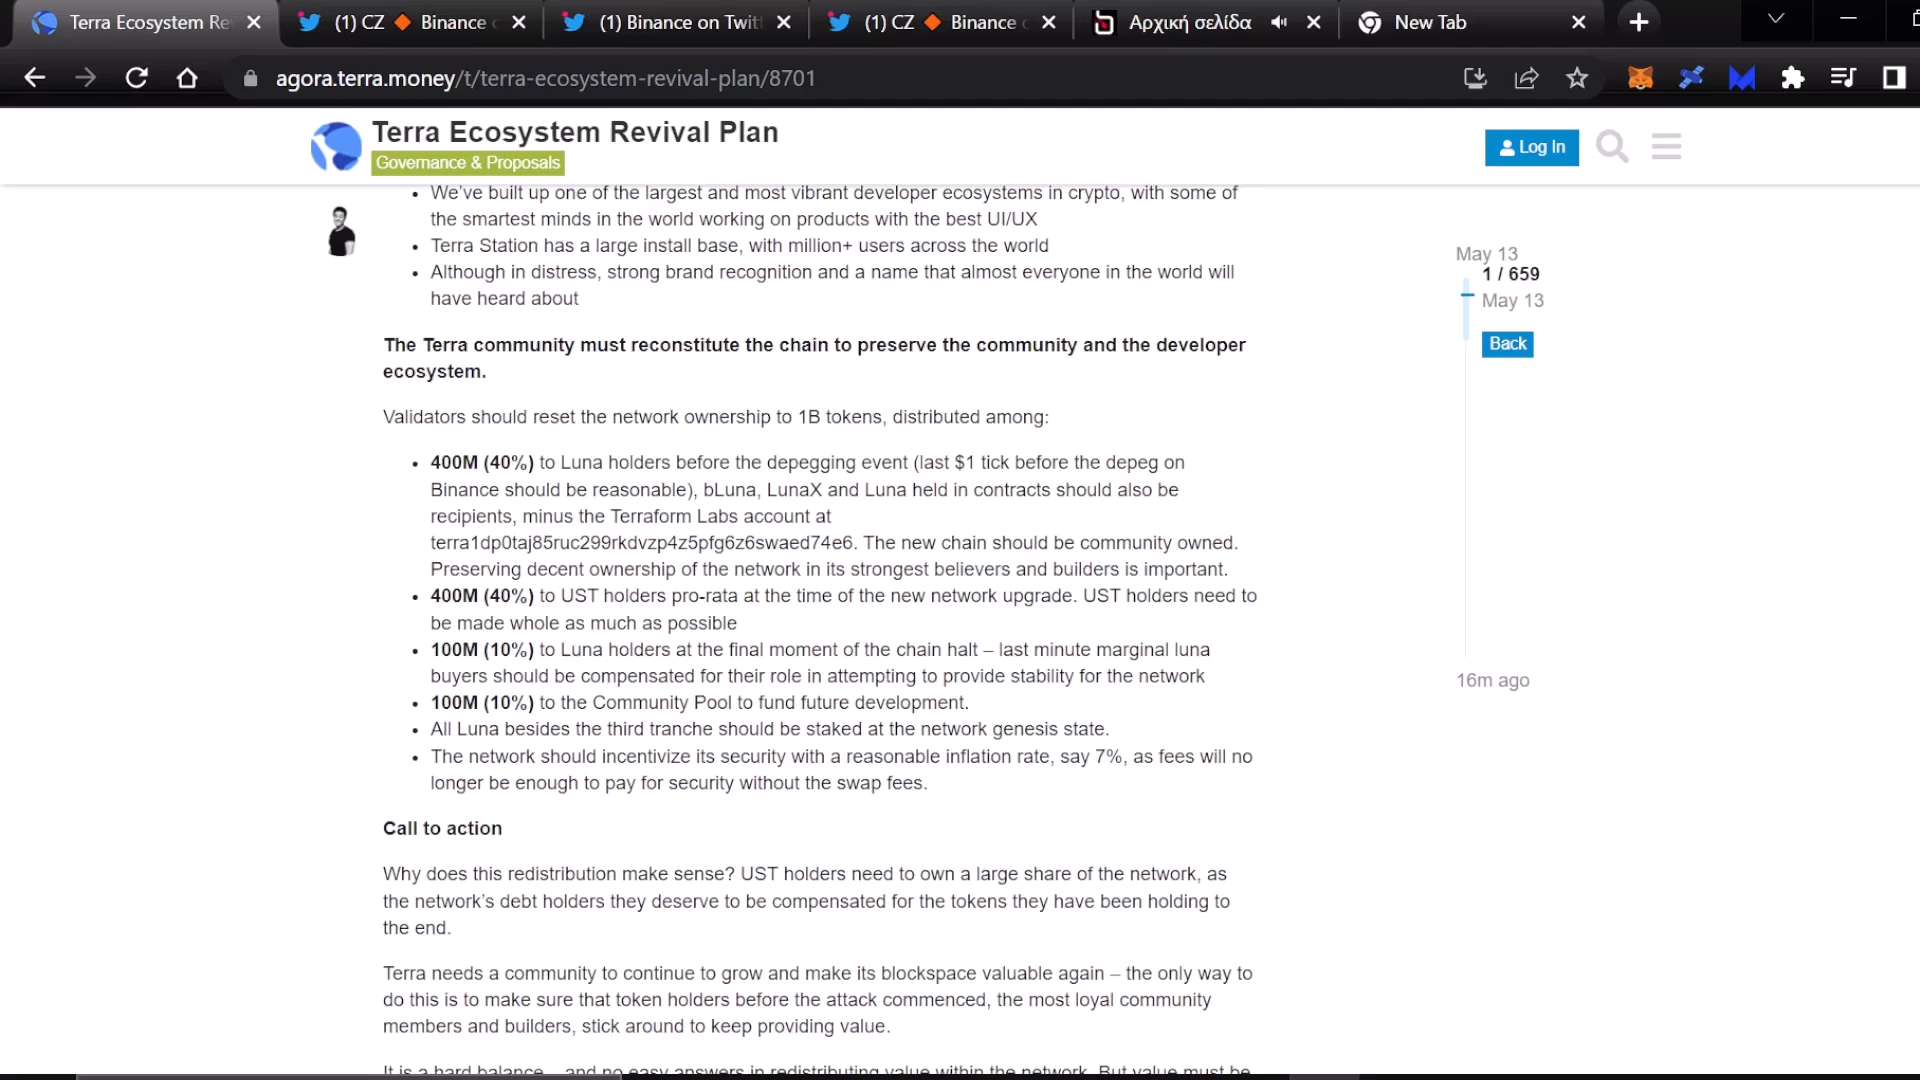 Terra Ecosystem Re
(1) CZ 🔶 Binance
(1) Binance on Twitt
(1) CZ 🔶 Binance
Αρχική σελίδα
New Tab
agora.terra.money/t/terra-ecosystem-revival-plan/8701
Terra Ecosystem Revival Plan
Governance & Proposals
Log In
• We've built up one of the largest and most vibrant developer ecosystems in crypto, with some of
the smartest minds in the world working on products with the best UI/UX
• Terra Station has a large install base, with million+ users across the world
• Although in distress, strong brand recognition and a name that almost everyone in the world will
have heard about
The Terra community must reconstitute the chain to preserve the community and the developer
ecosystem.
Validators should reset the network ownership to 1B tokens, distributed among:
• 400M (40%) to Luna holders before the depegging event (last $1 tick before the depeg on
Binance should be reasonable), bLuna, LunaX and Luna held in contracts should also be
recipients, minus the Terraform Labs account at
terra1dp0taj85ruc299rkdvzp4z5pfg6z6swaed74e6. The new chain should be community owned.
Preserving decent ownership of the network in its strongest believers and builders is important.
• 400M (40%) to UST holders pro-rata at the time of the new network upgrade. UST holders need to
be made whole as much as possible
• 100M (10%) to Luna holders at the final moment of the chain halt – last minute marginal luna
buyers should be compensated for their role in attempting to provide stability for the network
• 100M (10%) to the Community Pool to fund future development.
• All Luna besides the third tranche should be staked at the network genesis state.
• The network should incentivize its security with a reasonable inflation rate, say 7%, as fees will no
longer be enough to pay for security without the swap fees.
Call to action
Why does this redistribution make sense? UST holders need to own a large share of the network, as
the network's debt holders they deserve to be compensated for the tokens they have been holding to
the end.
Terra needs a community to continue to grow and make its blockspace valuable again – the only way to
do this is to make sure that token holders before the attack commenced, the most loyal community
members and builders, stick around to keep providing value.
It is a hard balance – and no easy answers in redistributing value within the network. But value must be
May 13
1 / 659
May 13
Back
16m ago